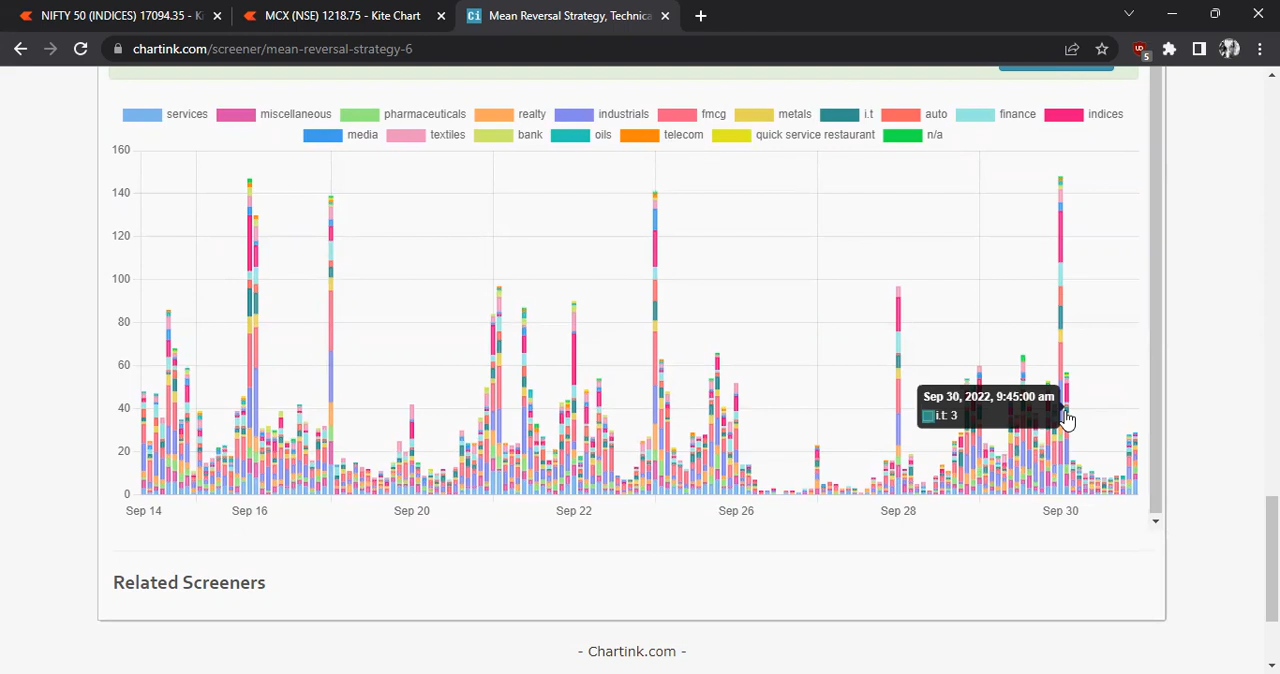 NIFTY 50 (INDICES) 17094.35 - Ki
MCX (NSE) 1218.75 - Kite Chart
Mean Reversal Strategy, Technica
chartink.com/screener/mean-reversal-strategy-6
5
services miscellaneous pharmaceuticals realty industrials fmcg metals i.t auto finance indices
media textiles bank oils telecom quick service restaurant n/a
160
140
120
100
80
60
40
20
0
Sep 30, 2022, 9:45:00 am
i.t: 3
Sep 14 Sep 16 Sep 20 Sep 22 Sep 26 Sep 28 Sep 30
Related Screeners
- Chartink.com -